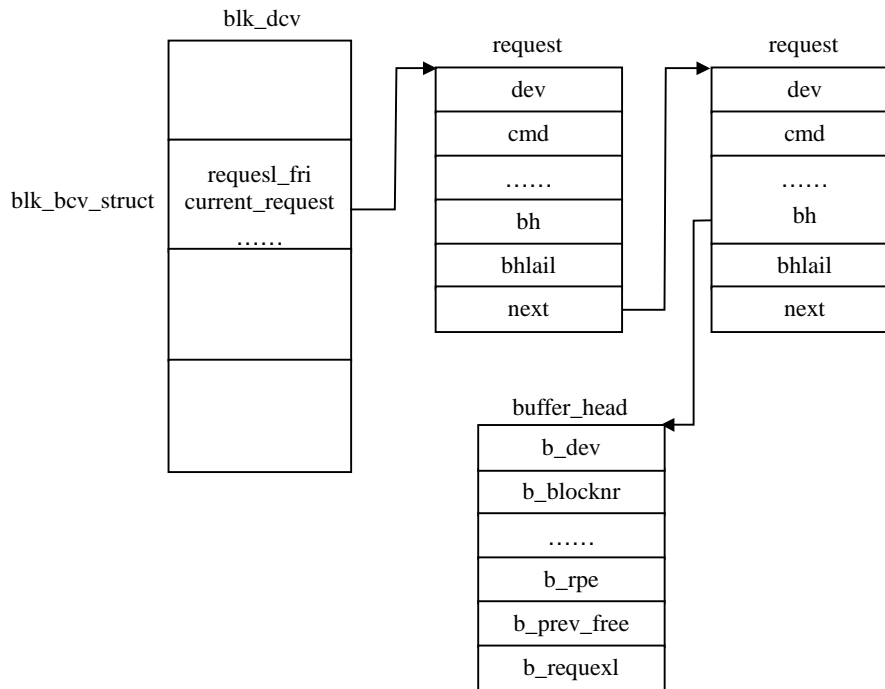 blk_dcv
blk_bcv_struct
requesl_fri
current_request
……
request
dev
cmd
……
bh
bhlail
next
request
dev
cmd
……
bh
bhlail
next
buffer_head
b_dev
b_blocknr
……
b_rpe
b_prev_free
b_requexl